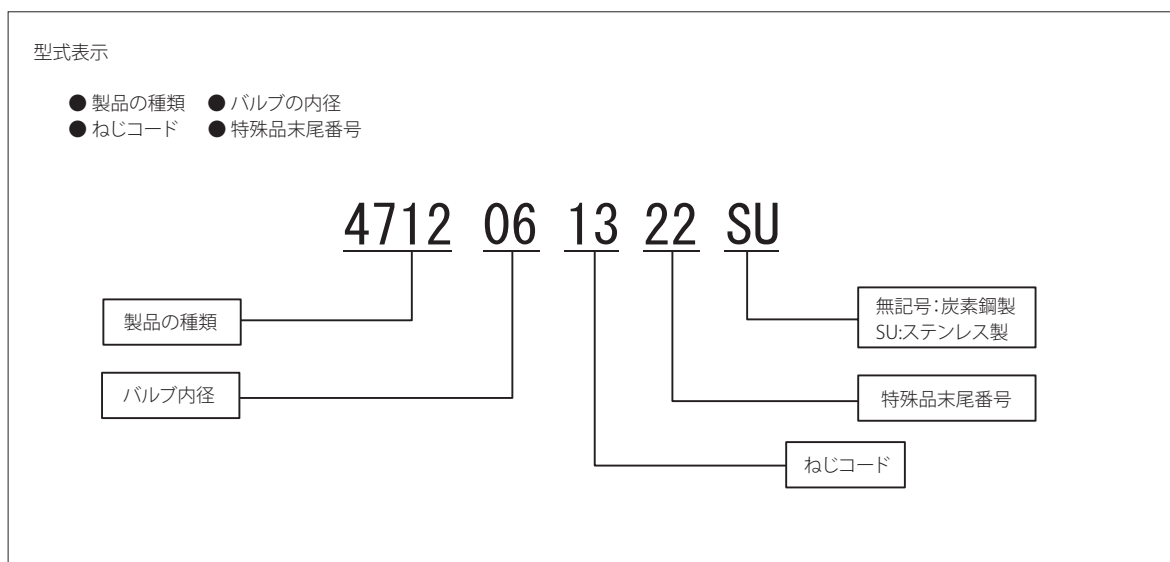 型式表示
● 製品の種類 ● バルブの内径
● ねじコード ● 特殊品末尾番号
4712 06 13 22 SU
製品の種類
無記号：炭素鋼製
SU:ステンレス製
バルブ内径
特殊品末尾番号
ねじコード